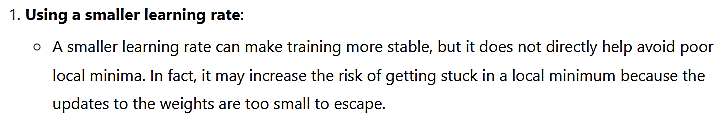 1. Using a smaller learning rate:
○ A smaller learning rate can make training more stable, but it does not directly help avoid poor
local minima. In fact, it may increase the risk of getting stuck in a local minimum because the
updates to the weights are too small to escape.